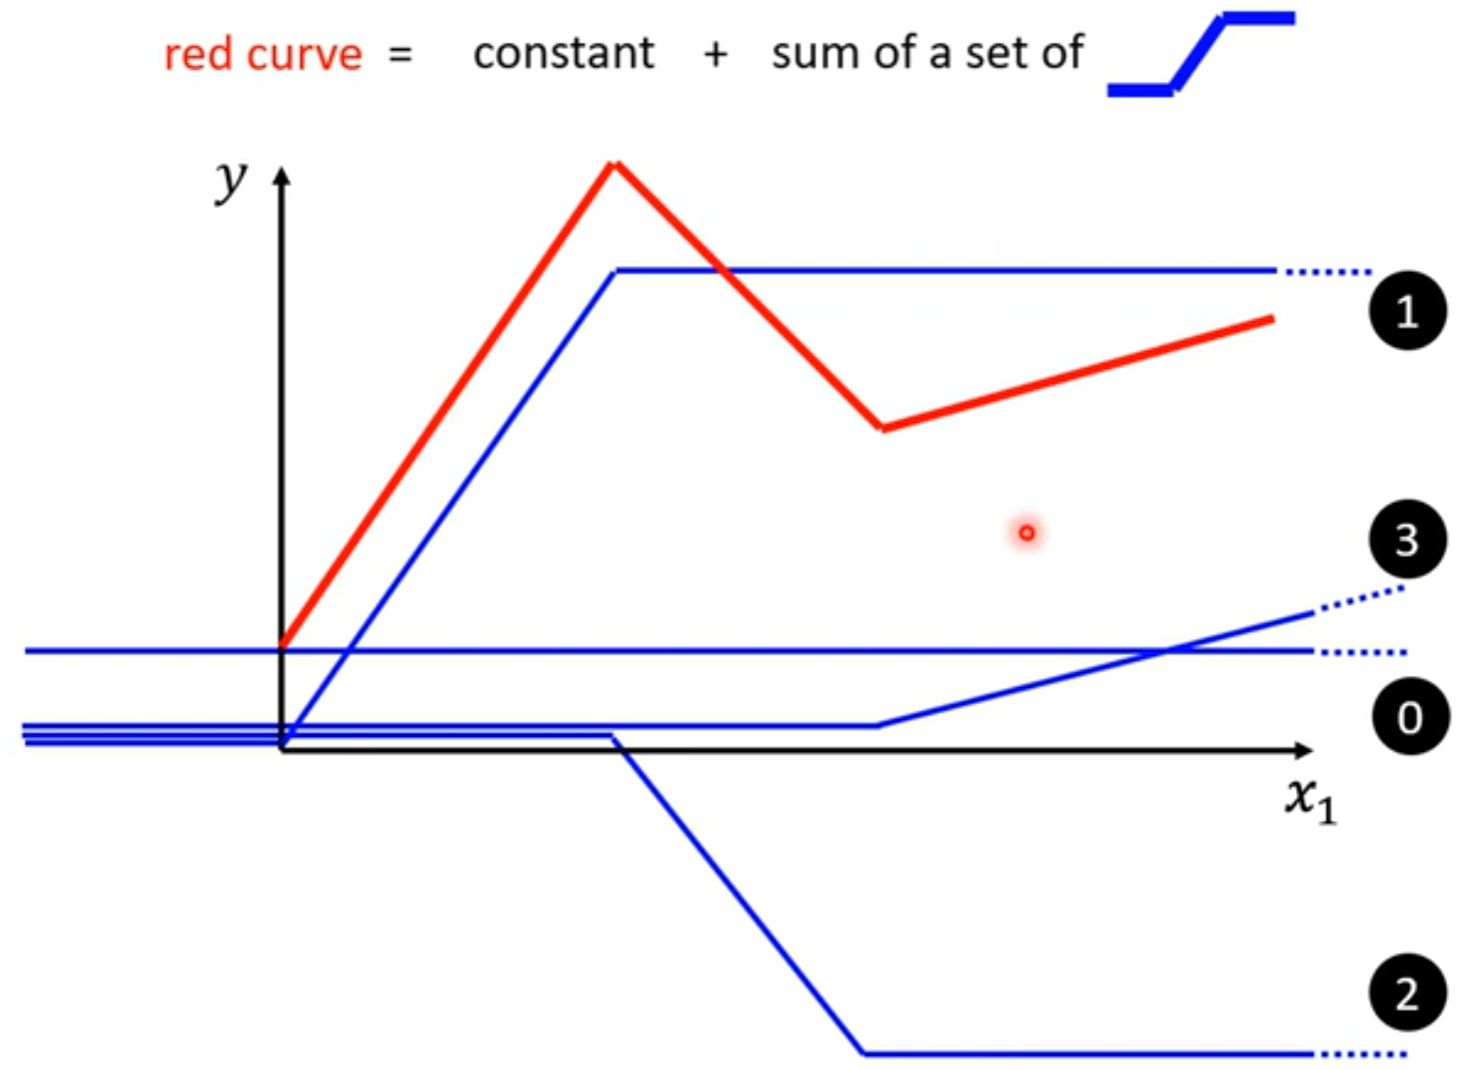 red curve = constant + sum of a set of
y
1
3
0
x₁
2